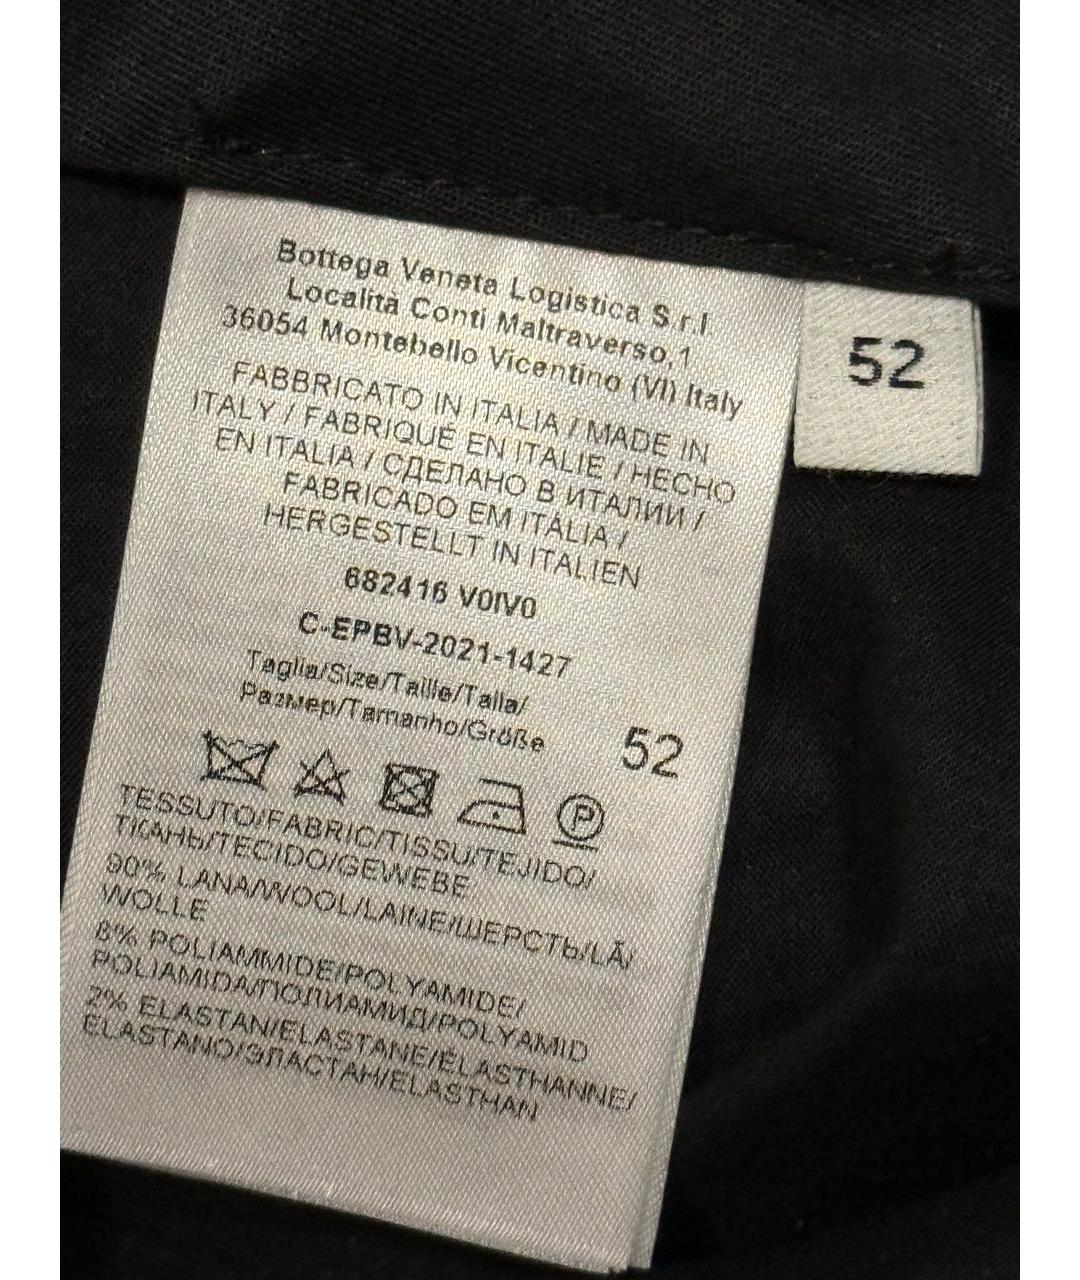 Bottega Veneta Logistica S.r.l.
Località Conti Maltraverso,1
36054 Montebello Vicentino (VI) Italy
FABBRICATO IN ITALIA / MADE IN
ITALY / FABRIQUÉ EN ITALIE / HECHO
EN ITALIA / СДЕЛАНО В ИТАЛИИ /
FABRICADO EM ITÁLIA /
HERGESTELLT IN ITALIEN
682416 V0IV0
C-EPBV-2021-1427
Taglia/Size/Taille/Talla/
Размер/Tamanho/Größe
52
P
TESSUTO/FABRIC/TISSU/TEJIDO/
ТКАНЬ/TECIDO/GEWEBE
90% LANA/WOOL/LAINE/ШЕРСТЬ/LÃ/
WOLLE
8% POLIAMMIDE/POLYAMIDE/
POLIAMIDA/ПОЛИАМИД/POLYAMID
2% ELASTAN/ELASTANE/ÉLASTHANNE/
ELASTANO/ЭЛАСТАН/ELASTHAN
52